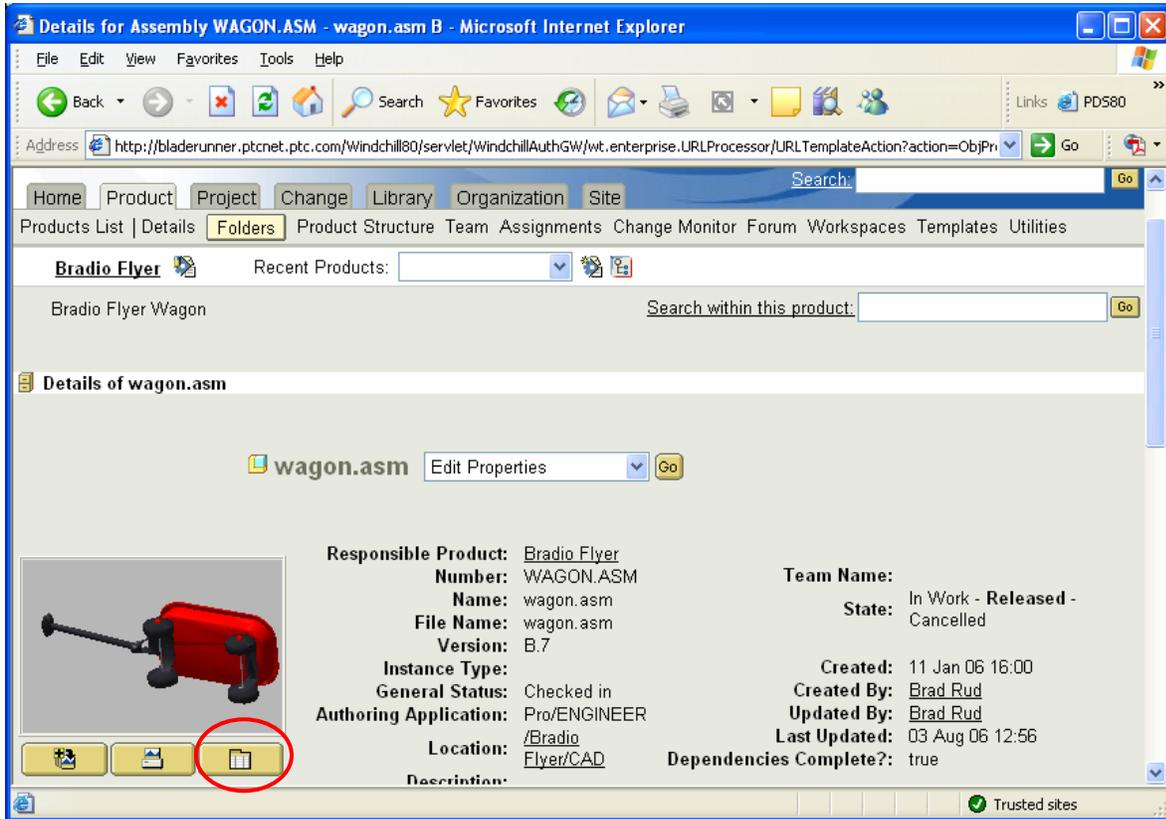 Details for Assembly WAGON.ASM - wagon.asm B - Microsoft Internet Explorer
File Edit View Favorites Tools Help
Back Search Favorites Links PDS80
Address http://bladerunner.ptcnet.ptc.com/Windchill80/servlet/WindchillAuthGW/wt.enterprise.URLProcessor/URLTemplateAction?action=ObjPr Go
Search: Go
Home Product Project Change Library Organization Site
Products List | Details Folders Product Structure Team Assignments Change Monitor Forum Workspaces Templates Utilities
Bradio Flyer Recent Products:
Bradio Flyer Wagon Search within this product: Go
Details of wagon.asm
wagon.asm Edit Properties Go
Responsible Product: Bradio Flyer
Number: WAGON.ASM
Name: wagon.asm
File Name: wagon.asm
Version: B.7
Instance Type:
General Status: Checked in
Authoring Application: Pro/ENGINEER
Location: /Bradio
Flyer/CAD
Description:
Team Name:
State: In Work - Released -
Cancelled
Created: 11 Jan 06 16:00
Created By: Brad Rud
Updated By: Brad Rud
Last Updated: 03 Aug 06 12:56
Dependencies Complete?: true
Trusted sites